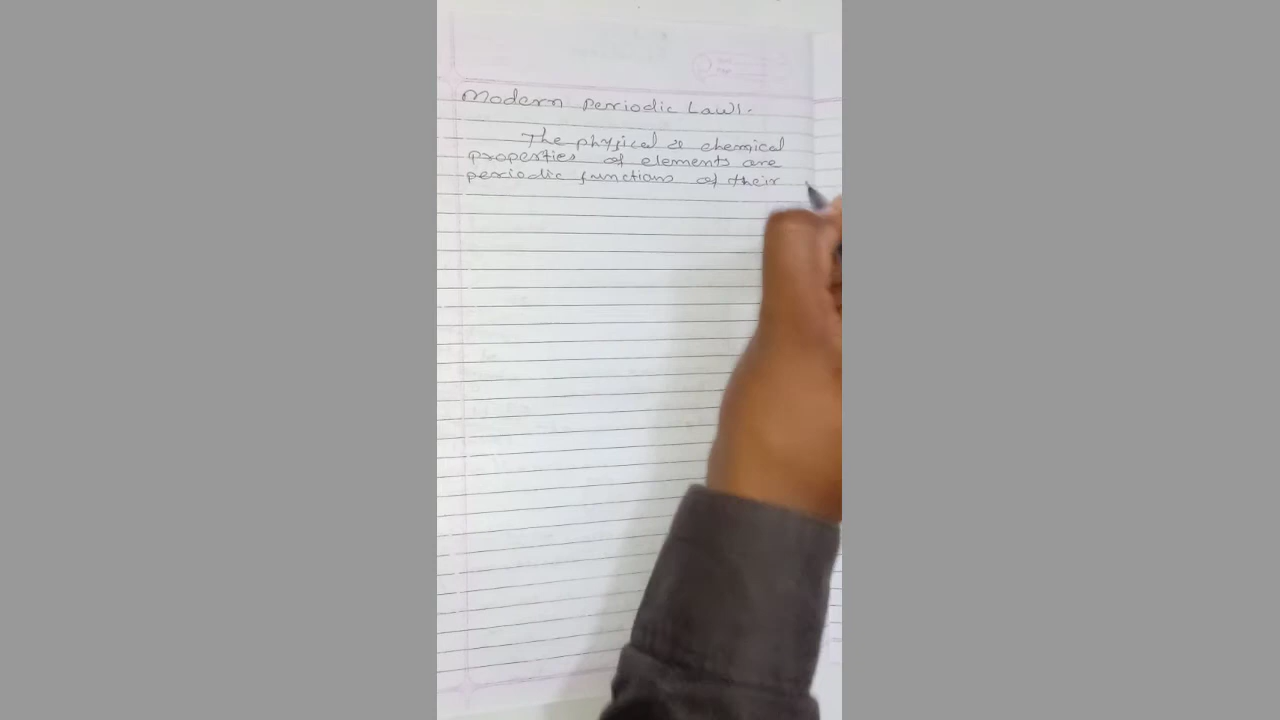 Modern Periodic Law:-
The physical & chemical
properties of elements are
periodic functions of their